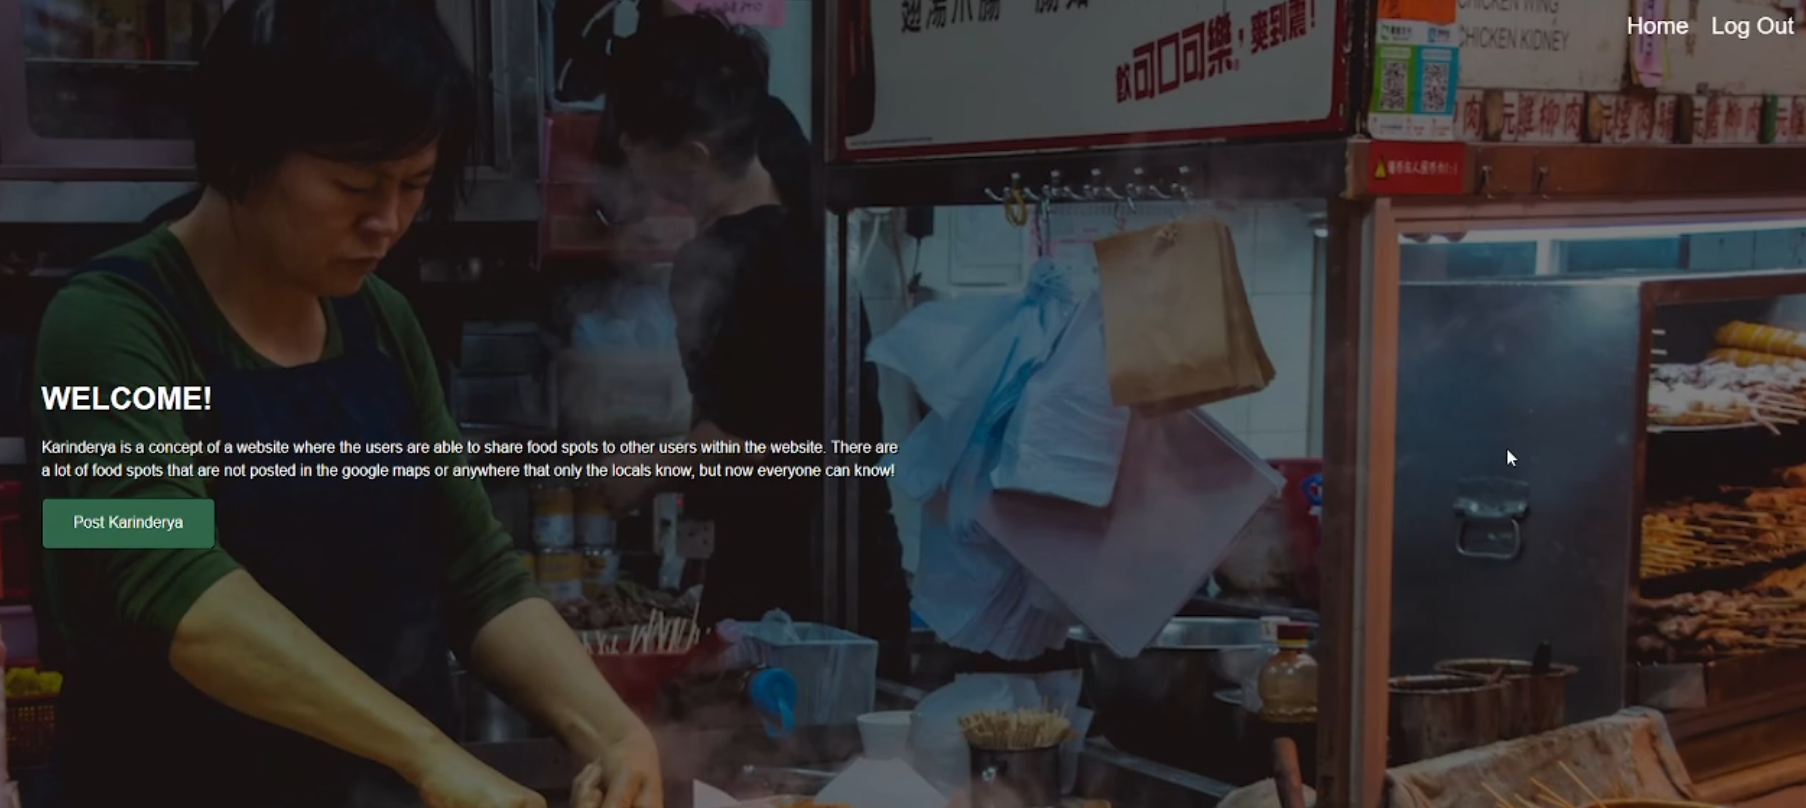 CHICKEN WING
CHICKEN KIDNEY
Home Log Out
飲可口可樂，爽到震！
WELCOME!
Karinderya is a concept of a website where the users are able to share food spots to other users within the website. There are
a lot of food spots that are not posted in the google maps or anywhere that only the locals know, but now everyone can know!
Post Karinderya